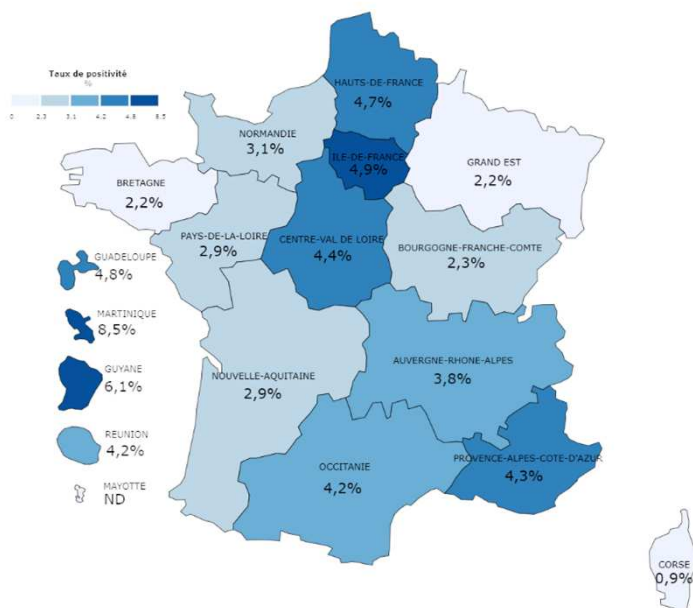 Taux de positivité
%
0 2.3 3.1 4.2 4.8 8.5
HAUTS-DE-FRANCE
4,7%
NORMANDIE
3,1%
ILE-DE-FRANCE
4,9%
GRAND EST
2,2%
BRETAGNE
2,2%
PAYS-DE-LA-LOIRE
2,9%
CENTRE-VAL DE LOIRE
4,4%
BOURGOGNE-FRANCHE-COMTE
2,3%
GUADELOUPE
4,8%
MARTINIQUE
8,5%
GUYANE
6,1%
REUNION
4,2%
MAYOTTE
ND
AUVERGNE-RHONE-ALPES
3,8%
NOUVELLE-AQUITAINE
2,9%
OCCITANIE
4,2%
PROVENCE-ALPES-COTE-D'AZUR
4,3%
CORSE
0,9%